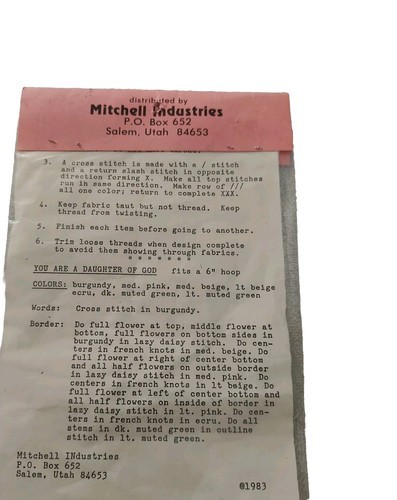 distributed by
Mitchell Industries
P.O. Box 652
Salem, Utah 84653
3. A cross stitch is made with a / stitch
and a return slash stitch in opposite
direction forming X. Make all top stitches
run in same direction. Make row of ///
all one color; return to complete XXX.
4. Keep fabric taut but not thread. Keep
thread from twisting.
5. Finish each item before going to another.
6. Trim loose threads when design complete
to avoid them showing through fabrics.
* * * * * * *
YOU ARE A DAUGHTER OF GOD fits a 6" hoop
COLORS: burgundy, med. pink, med. beige, lt beige
ecru, dk. muted green, lt. muted green
Words: Cross stitch in burgundy.
Border: Do full flower at top, middle flower at
bottom, full flowers on bottom sides in
burgundy in lazy daisy stitch. Do cen-
ters in french knots in med. beige. Do
full flower at right of center bottom
and all half flowers on outside border
in lazy daisy stitch in med. pink. Do
centers in french knots in lt beige. Do
full flower at left of center bottom and
all half flowers on inside of border in
lazy daisy stitch in lt. pink. Do cen-
ters in french knots in ecru. Do all
stems in dk. muted green in outline
stitch in lt. muted green.
Mitchell INdustries
P.O. Box 652
Salem, Utah 84653
©1983